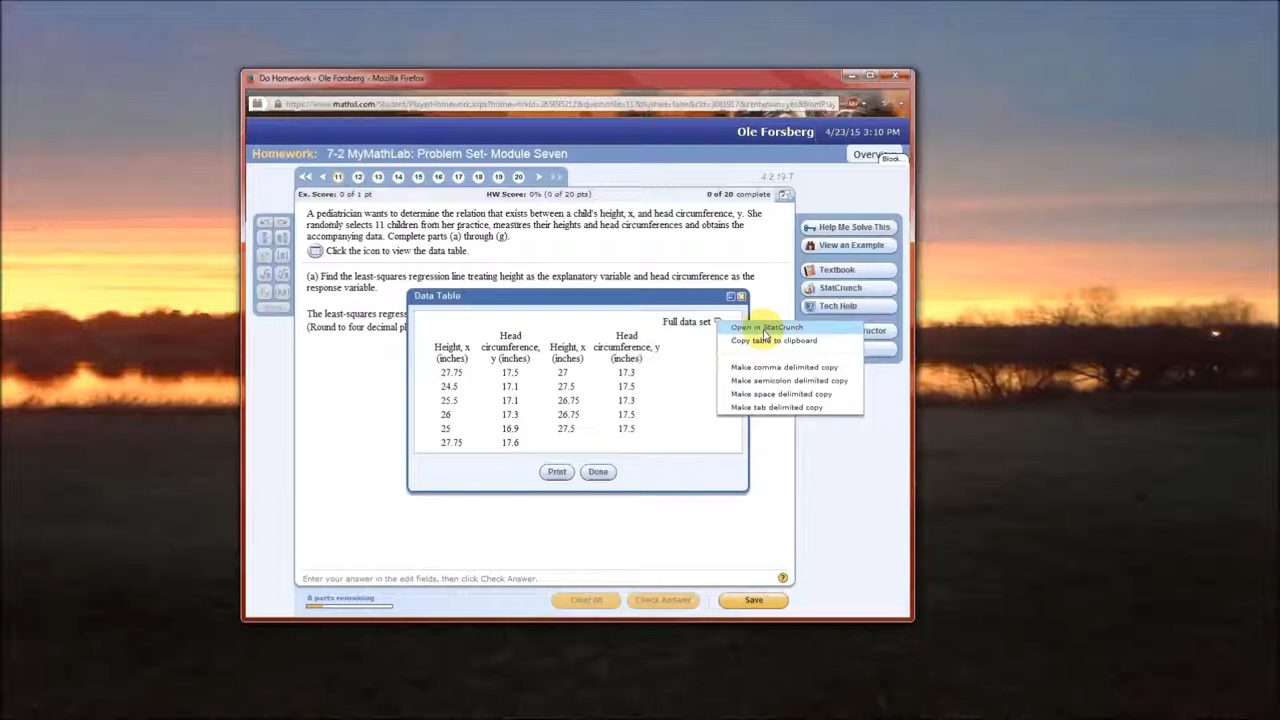 Do Homework - Ole Forsberg - Mozilla Firefox
Ole Forsberg 4/23/15 3:10 PM
Homework: 7-2 MyMathLab: Problem Set- Module Seven
11 12 13 14 15 16 17 18 19 20
4.2.19-T
Ex. Score: 0 of 1 pt HW Score: 0% (0 of 20 pts) 0 of 20 complete
A pediatrician wants to determine the relation that exists between a child's height, x, and head circumference, y. She
randomly selects 11 children from her practice, measures their heights and head circumferences and obtains the
accompanying data. Complete parts (a) through (g).
Click the icon to view the data table.
(a) Find the least-squares regression line treating height as the explanatory variable and head circumference as the
response variable.
The least-squares regress
(Round to four decimal pl
Help Me Solve This
View an Example
Textbook
StatCrunch
Tech Help
Data Table
Full data set
Height, x (inches) Head circumference, y (inches) Height, x (inches) Head circumference, y (inches)
27.75 17.5 27 17.3
24.5 17.1 27.5 17.5
25.5 17.1 26.75 17.3
26 17.3 26.75 17.5
25 16.9 27.5 17.5
27.75 17.6
Print Done
Open in StatCrunch
Copy table to clipboard
Make comma delimited copy
Make semicolon delimited copy
Make space delimited copy
Make tab delimited copy
Enter your answer in the edit fields, then click Check Answer.
8 parts remaining
Clear All Check Answer Save